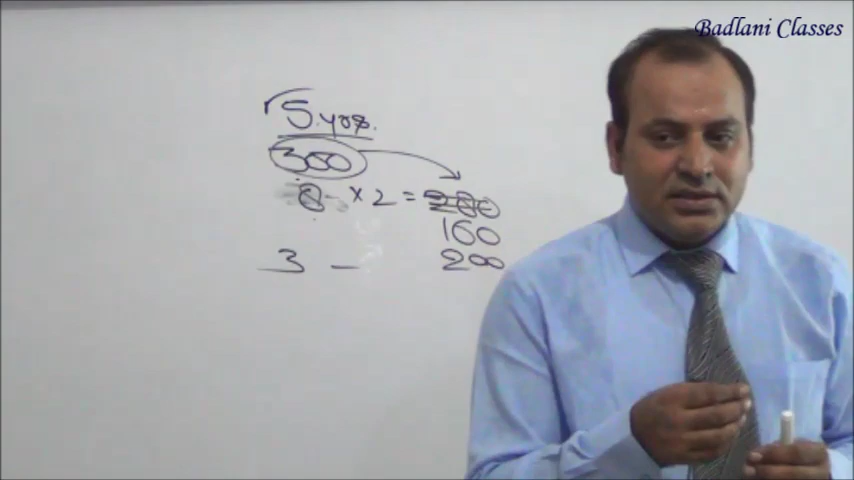 Badlani Classes
5 yrs.
300
× 2 =
160
3 — 200